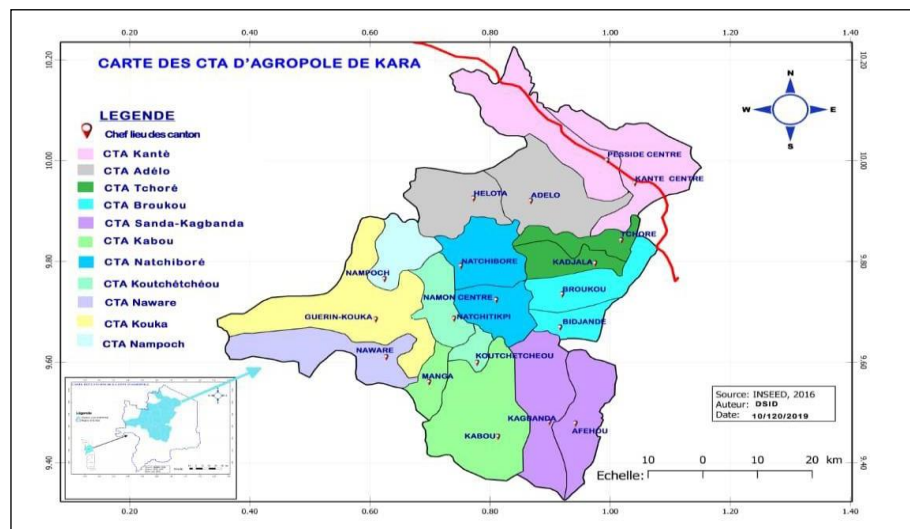 0.20
0.40
0.60
0.80
1.00
1.20
1.40
10.20
10.20
CARTE DES CTA D'AGROPOLE DE KARA
N
W
E
S
LEGENDE
Chef lieu des canton
CTA Kanté
CTA Adélo
CTA Tchoré
CTA Broukou
CTA Sanda-Kagbanda
CTA Kabou
CTA Natchiboré
CTA Koutchétchéou
CTA Naware
CTA Kouka
CTA Nampoch
10.00
10.00
PESSIDE CENTRE
KANTE CENTRE
HELOTA
ADELO
TCHORE
9.80
9.80
NATCHIBORE
KADJALA
NAMPOCH
NAMON CENTRE
BROUKOU
GUERIN-KOUKA
NATCHITIKPI
BIDJANDE
9.60
9.60
NAWARE
KOUTCHETCHEOU
MANGA
KAGBANDA
AFEHOU
KABOU
Source: INSEED, 2016
Auteur: DSID
Date: 10/120/2019
9.40
9.40
Echelle:
10 0 10 20 km
Légende
0.20
0.40
0.60
0.80
1.00
1.20
1.40